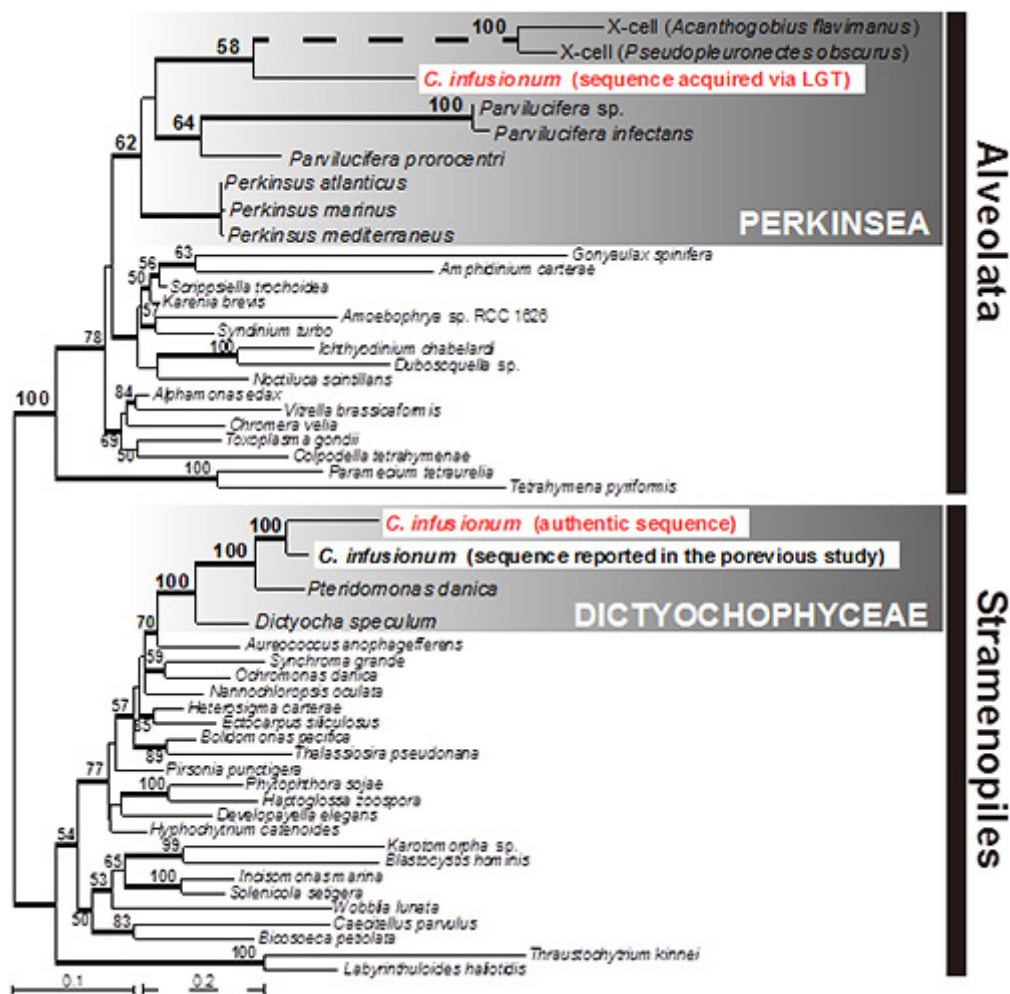 100 X-cell (Acanthogobius flavimanus)
58 X-cell (Pseudopleuronectes obscurus)
C. infusionum (sequence acquired via LGT)
100 Parvilucifera sp.
64 Parvilucifera infectans
62 Parvilucifera prorocentri
Perkinsus atlanticus
Perkinsus marinus
Perkinsus mediterraneus
PERKINSEA
Alveolata
63 Gonyaulax spinifera
56 Amphidinium carterae
50 Scrippsiella trochoidea
Karenia brevis
57 Amoebophrya sp. RCC 1626
Syndinium turbo
78
100 Ichthyodinium chabelardi
Duboscquella sp.
Noctiluca scintillans
84 Alphamonas edax
Vitrella brassicaformis
100
Chromera velia
69 Toxoplasma gondii
50 Colpodella tetrahymenae
100 Paramecium tetraurelia
Tetrahymena pyriformis
100 C. infusionum (authentic sequence)
100 C. infusionum (sequence reported in the porevious study)
100 Pteridomonas danica
DICTYOCHOPHYCEAE
Dictyocha speculum
Stramenopiles
70 Aureococcus anophagefferens
59 Synchroma grande
Ochromonas danica
Nannochloropsis oculata
57 Heterosigma carterae
85 Ectocarpus siliculosus
Bolidomonas pacifica
89 Thalassiosira pseudonana
77 Pirsonia punctigera
100 Phytophthora sojae
Haptoglossa zoospora
Developayella elegans
54 Hyphochytrium catenoides
99 Karotomorpha sp.
65 Blastocystis hominis
100 Incisomonas marina
53 Solenicola setigera
Wobblia lunata
50 83 Caecitellus parvulus
Bicosoeca petiolata
100 Thraustochytrium kinnei
Labyrinthuloides haliotidis
0.1 0.2